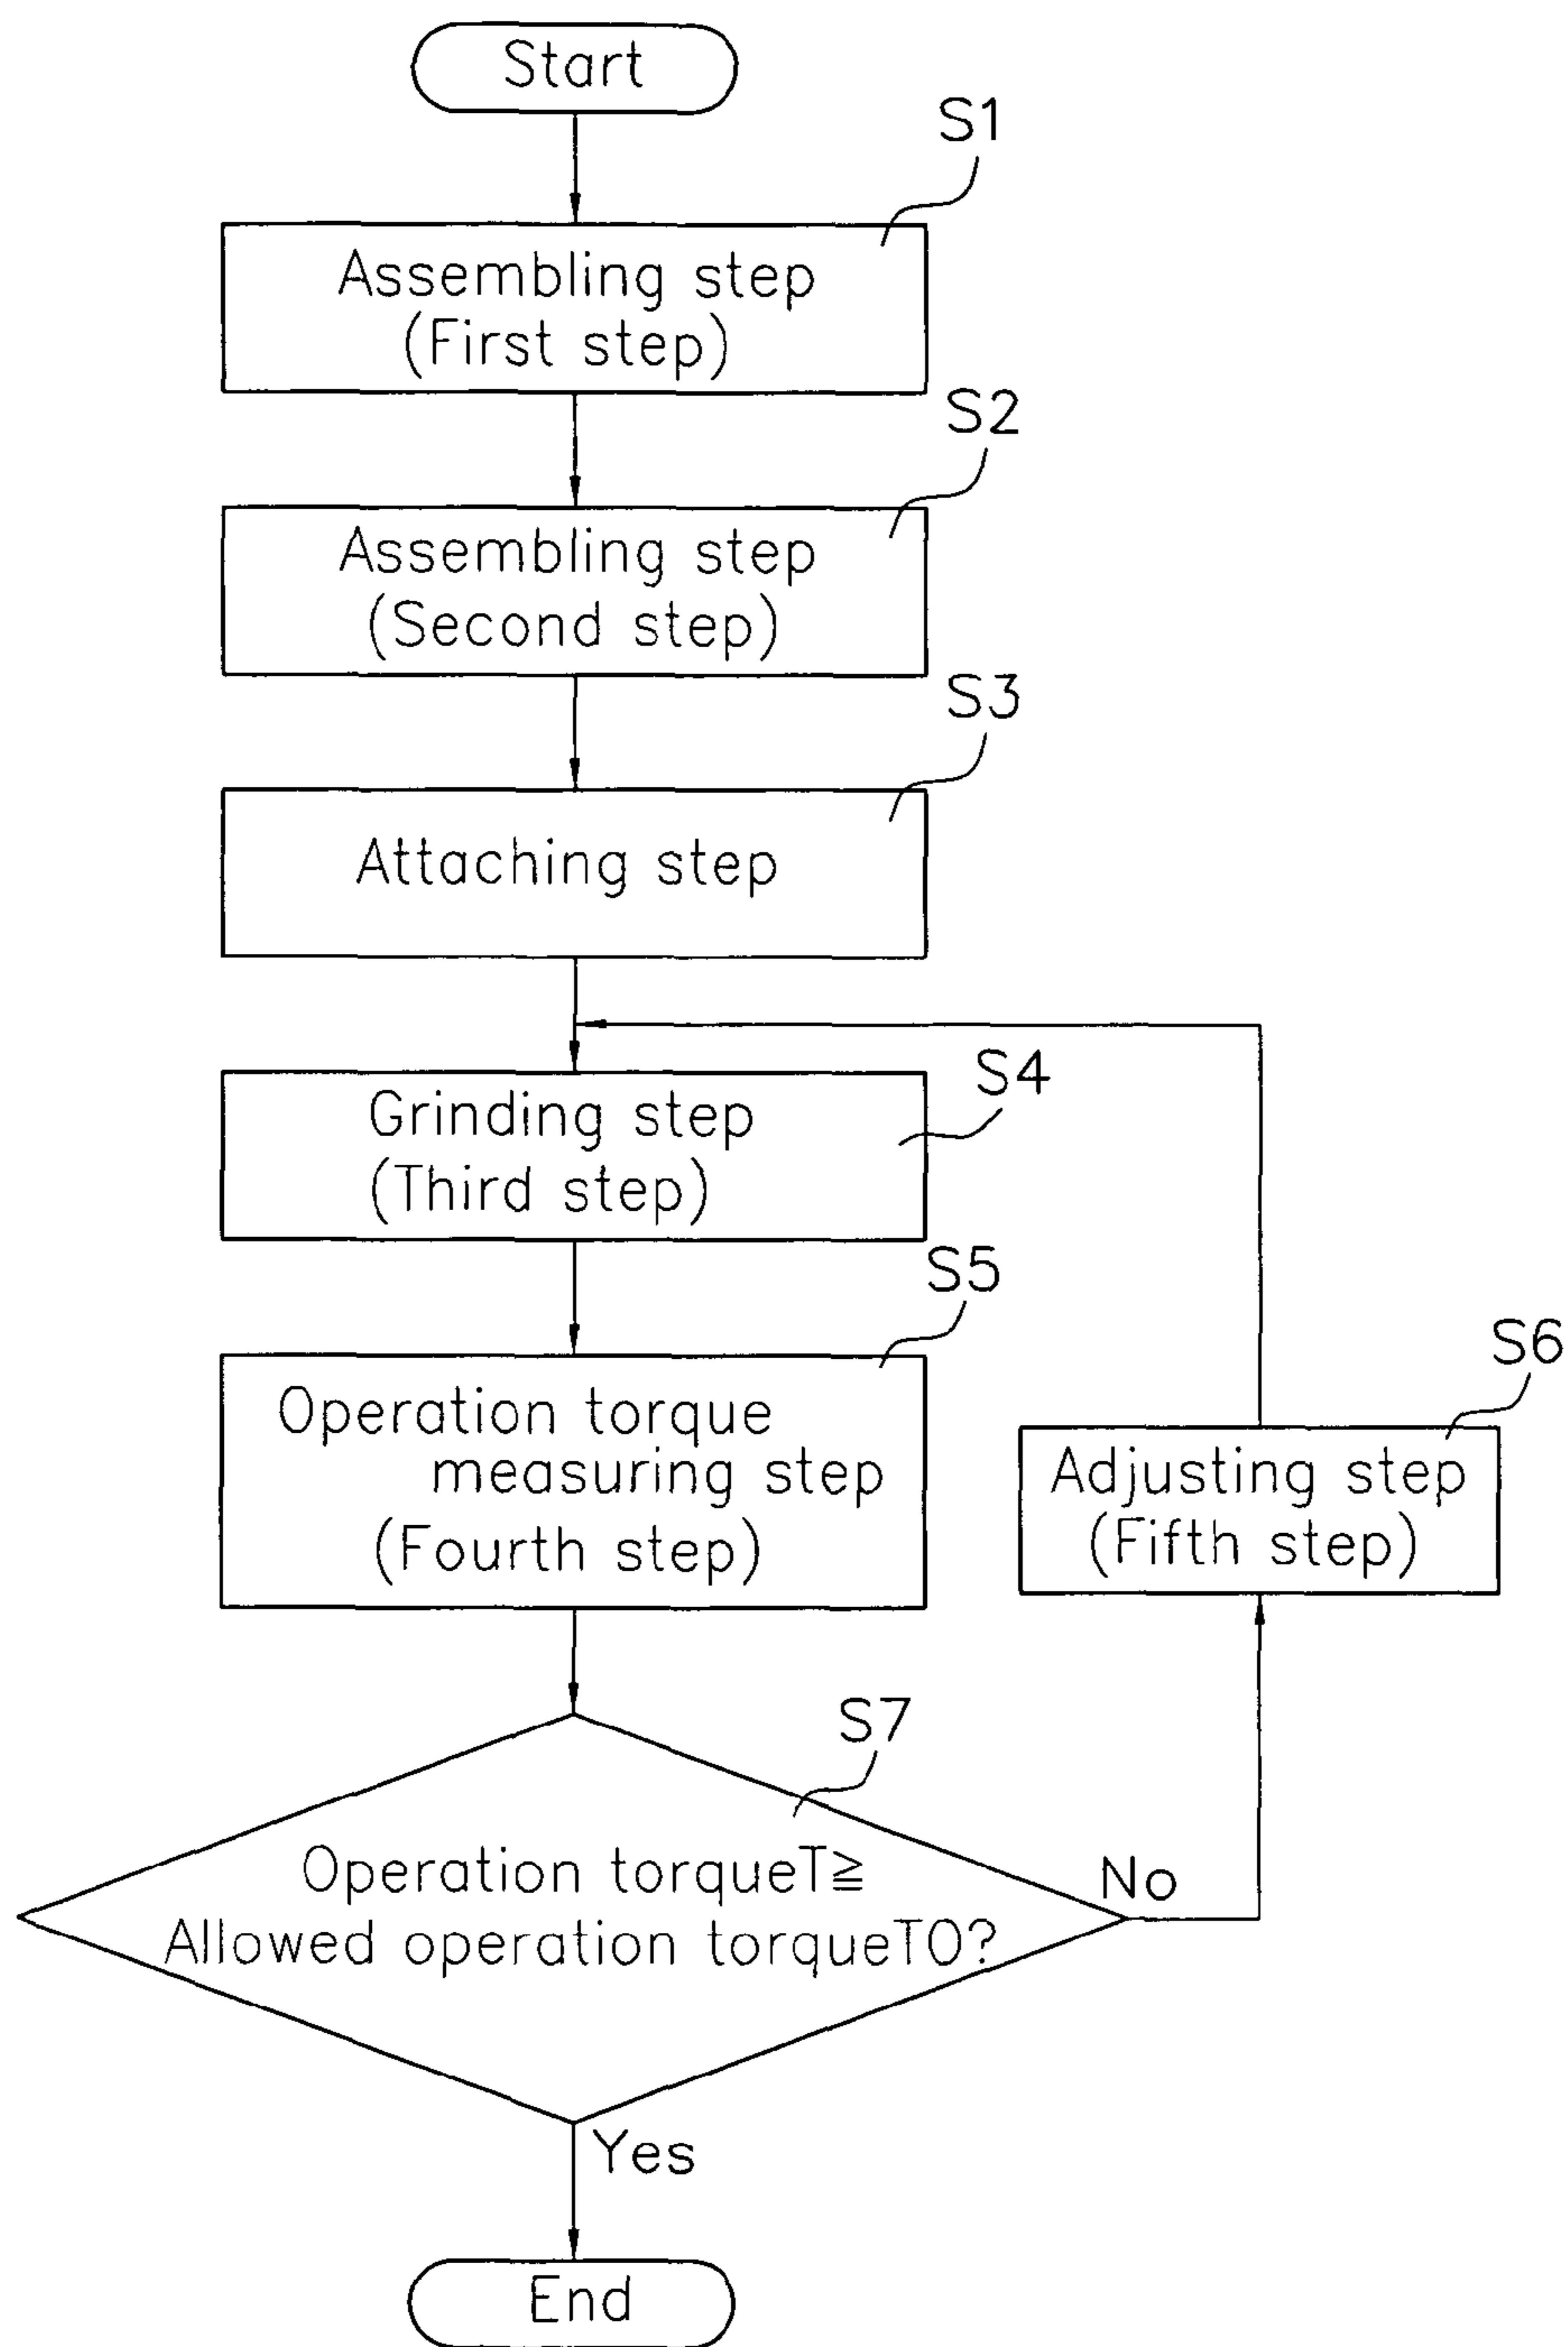 Start
S1
Assembling step
(First step)
S2
Assembling step
(Second step)
S3
Attaching step
S4
Grinding step
(Third step)
S5
Operation torque
measuring step
(Fourth step)
S6
Adjusting step
(Fifth step)
S7
Operation torqueT≧
Allowed operation torqueT0?
No
Yes
End